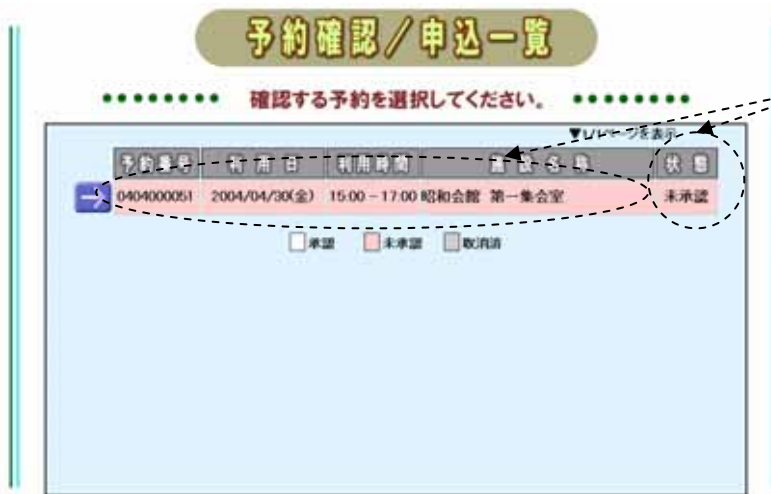 予約確認/申込一覧
確認する予約を選択してください。
ページを表示
予約番号 利用日 利用時間 施設名称 状態
0404000051 2004/04/30(金) 15:00 - 17:00 昭和会館 第一集会室 未承認
承認 未承認 取消済